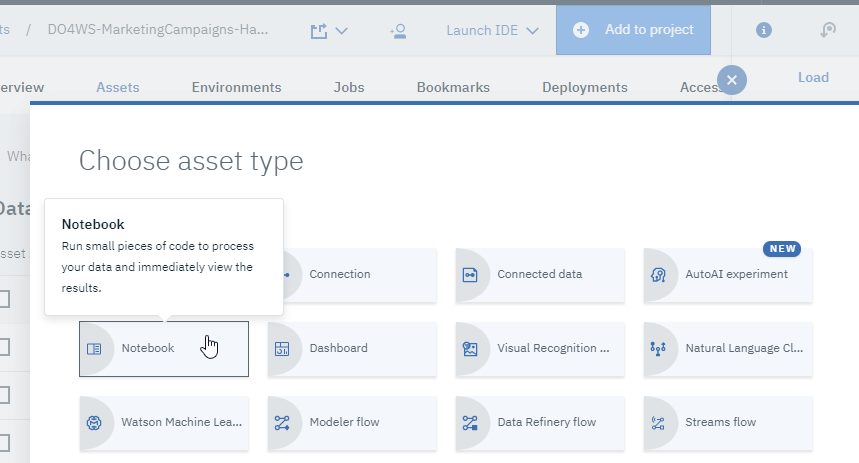 ts / DO4WS-MarketingCampaigns-Ha... Launch IDE Add to project
erview Assets Environments Jobs Bookmarks Deployments Access Load
Wha
Choose asset type
Data
Notebook
Run small pieces of code to process
your data and immediately view the
results.
NEW
sset
Connection Connected data AutoAI experiment
Notebook Dashboard Visual Recognition ... Natural Language Cl...
Watson Machine Lea... Modeler flow Data Refinery flow Streams flow